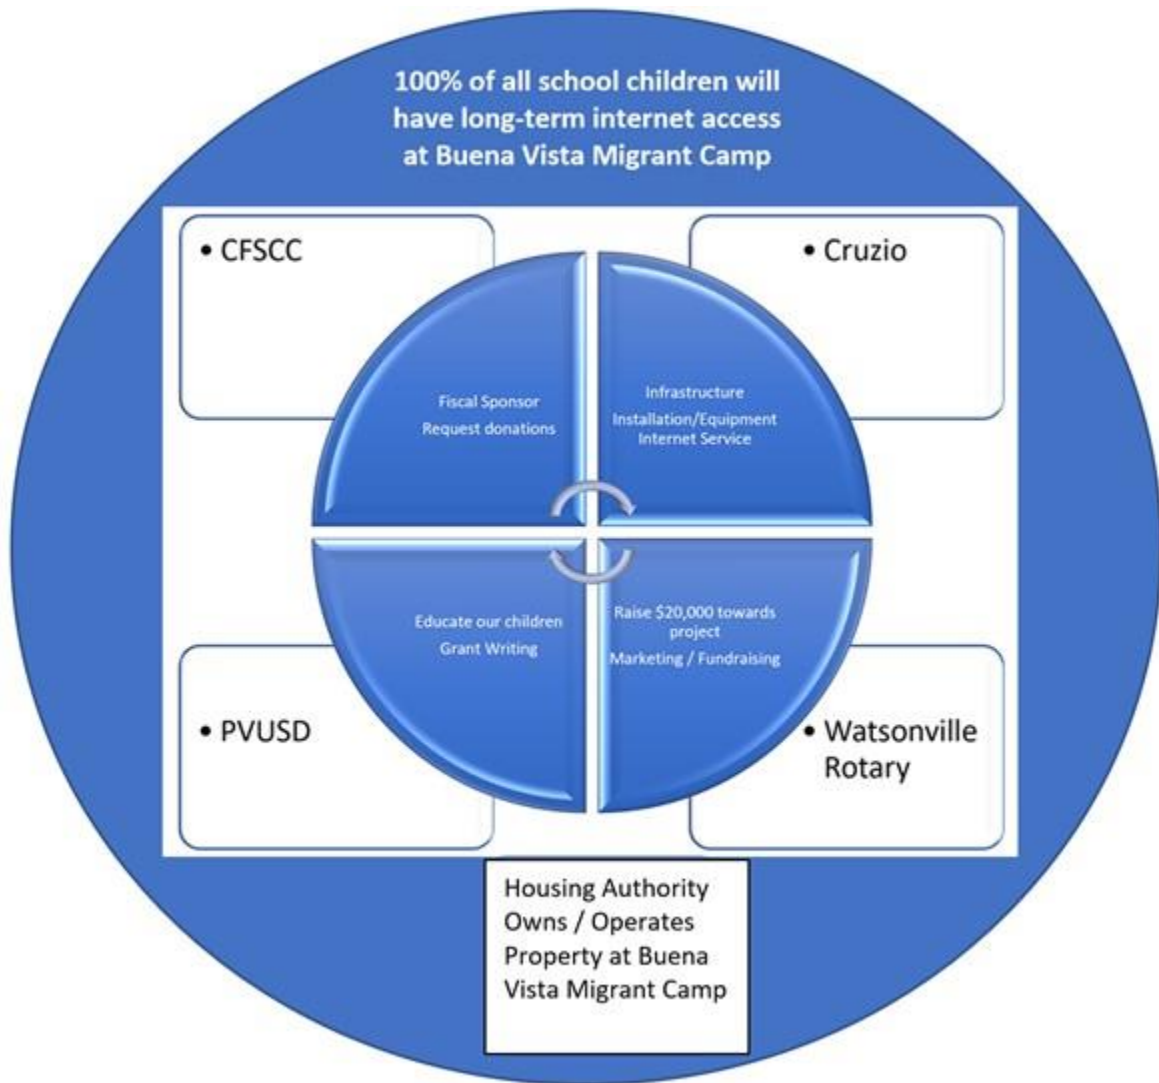 100% of all school children will
have long-term internet access
at Buena Vista Migrant Camp
• CFSCC
• Cruzio
Fiscal Sponsor
Request donations
Infrastructure
Installation/Equipment
Internet Service
Educate our children
Grant Writing
Raise $20,000 towards
project
Marketing / Fundraising
• PVUSD
• Watsonville
Rotary
Housing Authority
Owns / Operates
Property at Buena
Vista Migrant Camp